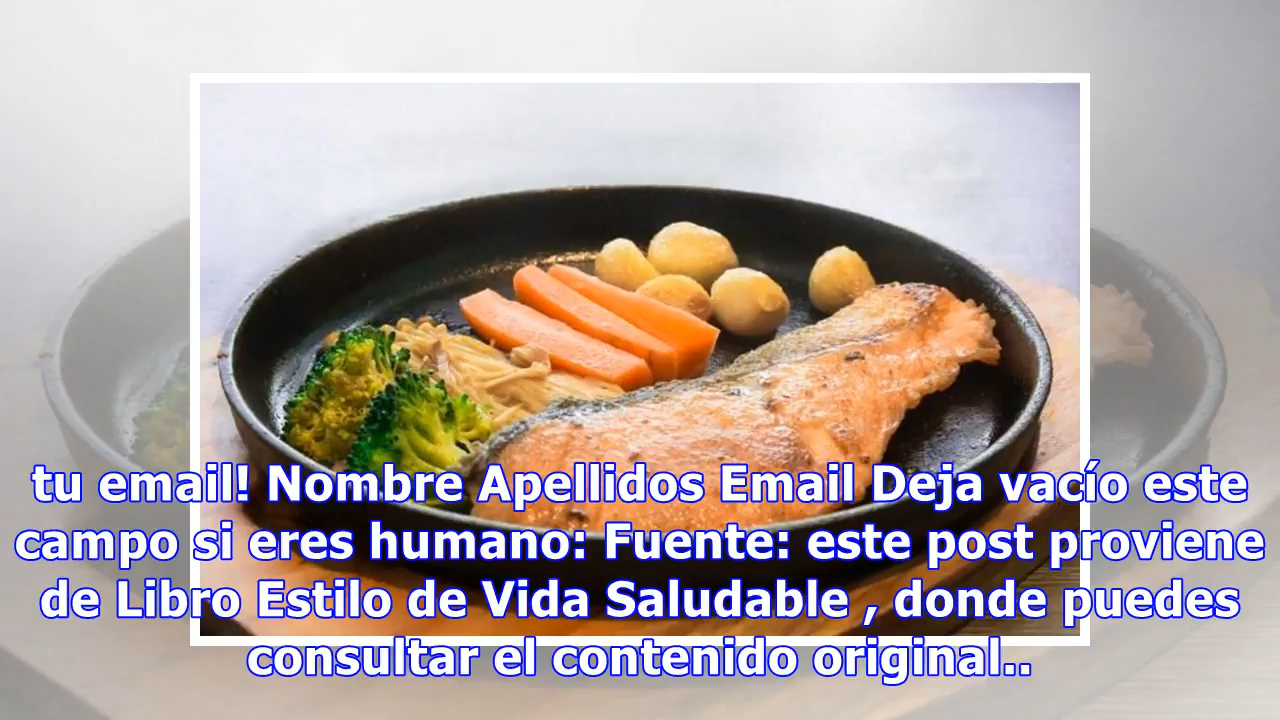 tu email! Nombre Apellidos Email Deja vacío este
campo si eres humano: Fuente: este post proviene
de Libro Estilo de Vida Saludable , donde puedes
consultar el contenido original..